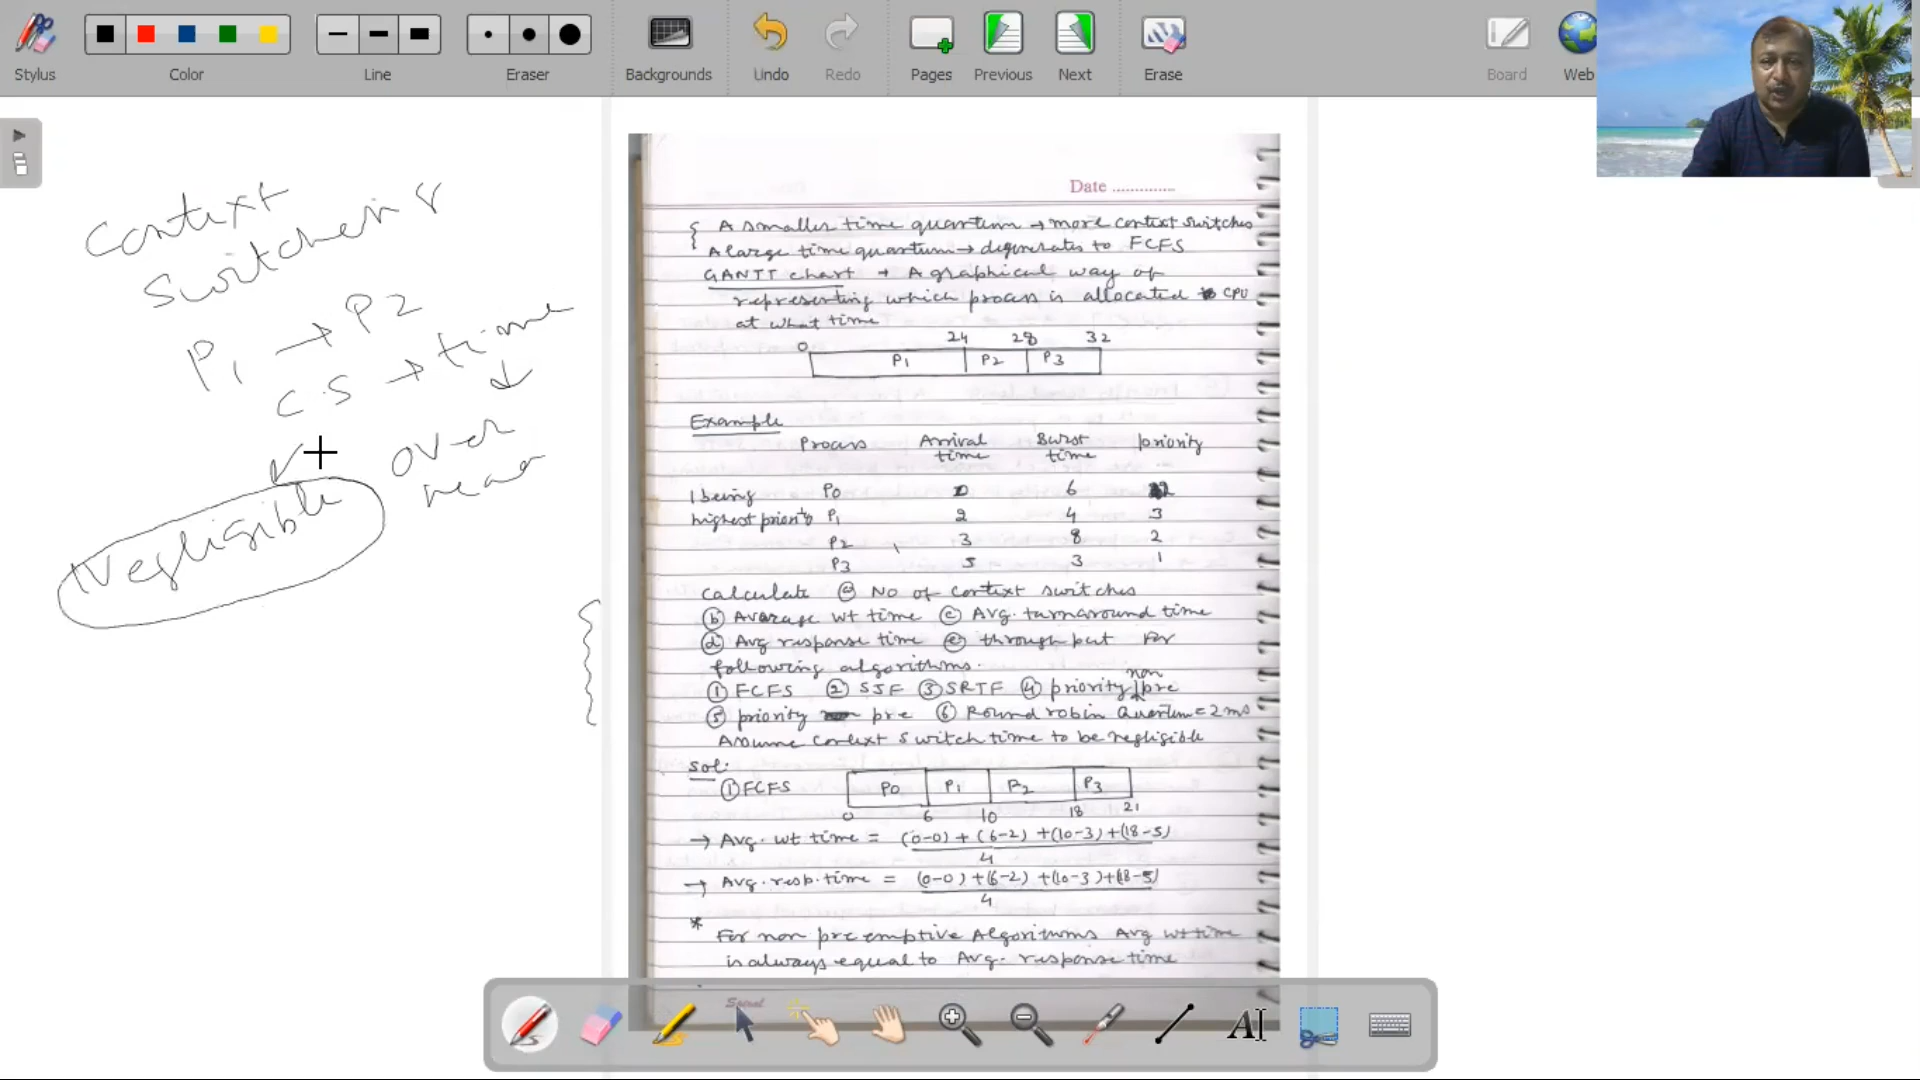 Stylus
Color
Line
Eraser
Backgrounds
Undo
Redo
Pages
Previous
Next
Erase
Board
Web
Context
Switching
P1 → P2
C.S → time
over
head
Negligible
Date ..............
A smaller time quantum → more context switches
A large time quantum → degenerates to FCFS
GANTT chart → A graphical way of
representing which process is allocated to CPU
at what time
0 24 28 32
P1 P2 P3
Example
Process Arrival time Burst time priority
1 being P0 0 6 2
highest priority P1 2 4 3
P2 3 8 2
P3 5 3 1
Calculate ⓐ No of context switches
ⓑ Avarage wt time ⓒ Avg. turnaround time
ⓓ Avg response time ⓔ through put for
following algorithms.
① FCFS ② SJF ③ SRTF ④ priority non pre
⑤ priority pre ⑥ Round robin Quantum = 2ms
Assume context switch time to be negligible
Sol:
① FCFS P0 P1 P2 P3
0 6 10 18 21
→ Avg. wt time = (0-0) + (6-2) + (10-3) + (18-5)
4
→ Avg. resp. time = (0-0) + (6-2) + (10-3) + (18-5)
4
* For non preemptive Algorithms Avg wt time
is always equal to Avg. response time
Spiral